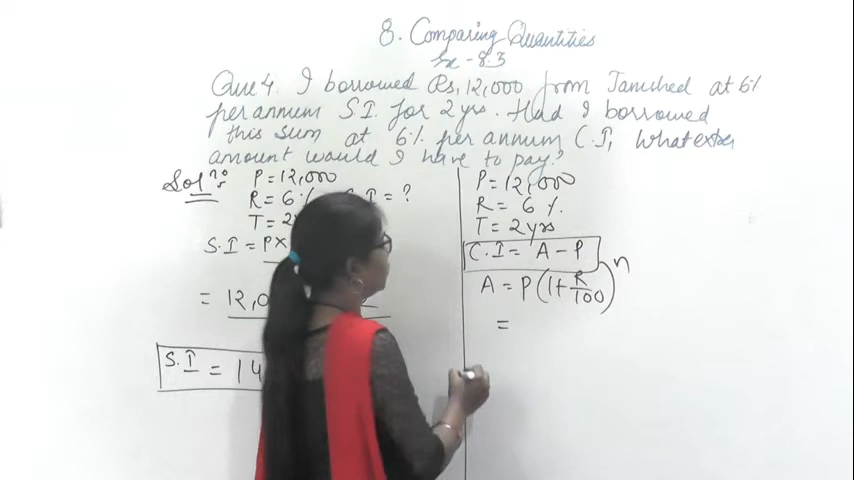 8. Comparing Quantities
Ex - 8.3
Que 4. I borrowed Rs, 12,000 from Jamshed at 6%
per annum S.I. for 2 yrs. Had I borrowed
this sum at 6% per annum C.I, What extra
amount would I have to pay?
Sol no:
P = 12,000
R = 6 % = ?
T = 2
S.I = P×
= 12,0
S.I = 14
P = 12,000
R = 6 %.
T = 2 yrs
C.I = A - P
A = P(1 + R/100)^n
=